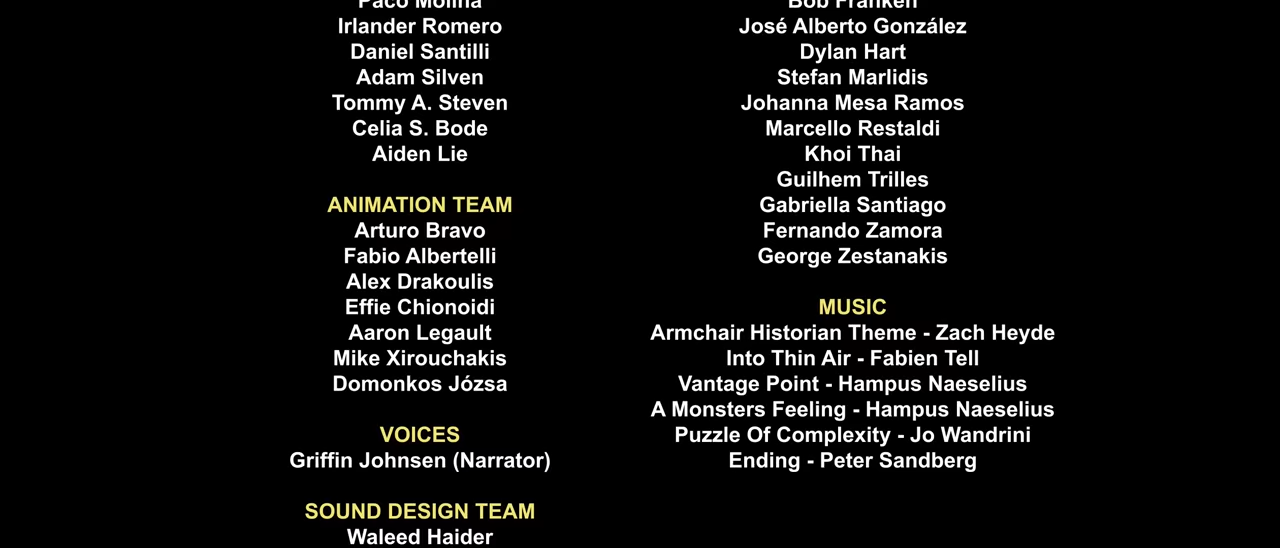 Paco Molina
Irlander Romero
Daniel Santilli
Adam Silven
Tommy A. Steven
Celia S. Bode
Aiden Lie
ANIMATION TEAM
Arturo Bravo
Fabio Albertelli
Alex Drakoulis
Effie Chionoidi
Aaron Legault
Mike Xirouchakis
Domonkos Józsa
VOICES
Griffin Johnsen (Narrator)
SOUND DESIGN TEAM
Waleed Haider
Bob Franken
José Alberto González
Dylan Hart
Stefan Marlidis
Johanna Mesa Ramos
Marcello Restaldi
Khoi Thai
Guilhem Trilles
Gabriella Santiago
Fernando Zamora
George Zestanakis
MUSIC
Armchair Historian Theme - Zach Heyde
Into Thin Air - Fabien Tell
Vantage Point - Hampus Naeselius
A Monsters Feeling - Hampus Naeselius
Puzzle Of Complexity - Jo Wandrini
Ending - Peter Sandberg